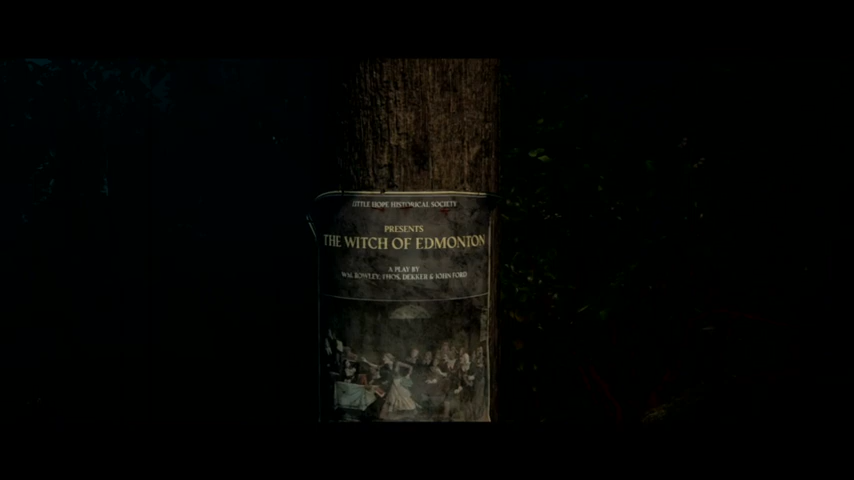 LITTLE HOPE HISTORICAL SOCIETY
PRESENTS
THE WITCH OF EDMONTON
A PLAY BY
WM. ROWLEY, THOS. DEKKER & JOHN FORD